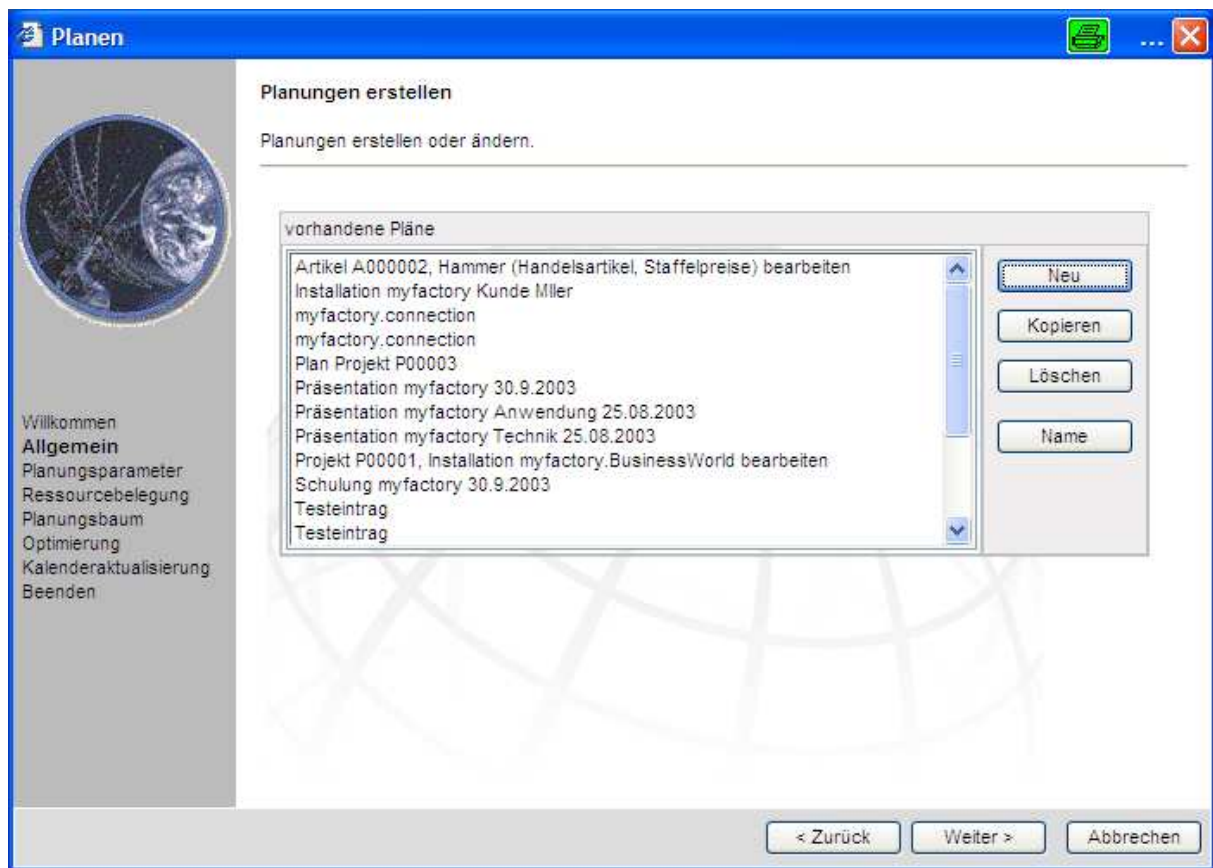 Planen
...
Planungen erstellen
Planungen erstellen oder ändern.
vorhandene Pläne
Artikel A000002, Hammer (Handelsartikel, Staffelpreise) bearbeiten
Installation myfactory Kunde Mller
myfactory.connection
myfactory.connection
Plan Projekt P00003
Präsentation myfactory 30.9.2003
Präsentation myfactory Anwendung 25.08.2003
Präsentation myfactory Technik 25.08.2003
Projekt P00001, Installation myfactory.BusinessWorld bearbeiten
Schulung myfactory 30.9.2003
Testeintrag
Testeintrag
Neu
Kopieren
Löschen
Name
Willkommen
Allgemein
Planungsparameter
Ressourcebelegung
Planungsbaum
Optimierung
Kalenderaktualisierung
Beenden
< Zurück
Weiter >
Abbrechen